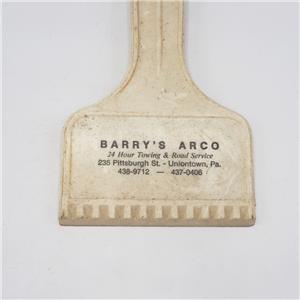 BARRY'S ARCO
24 Hour Towing & Road Service
235 Pittsburgh St. - Uniontown, Pa.
438-9712 — 437-0406